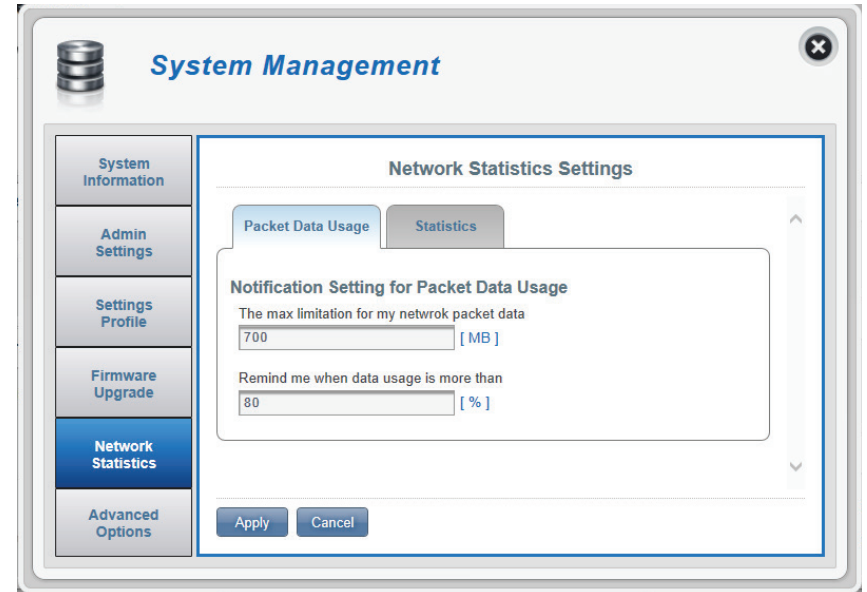 System Management
System
Information
Admin
Settings
Settings
Profile
Firmware
Upgrade
Network
Statistics
Advanced
Options
Network Statistics Settings
Packet Data Usage
Statistics
Notification Setting for Packet Data Usage
The max limitation for my netwrok packet data
700 [ MB ]
Remind me when data usage is more than
80 [ % ]
Apply Cancel